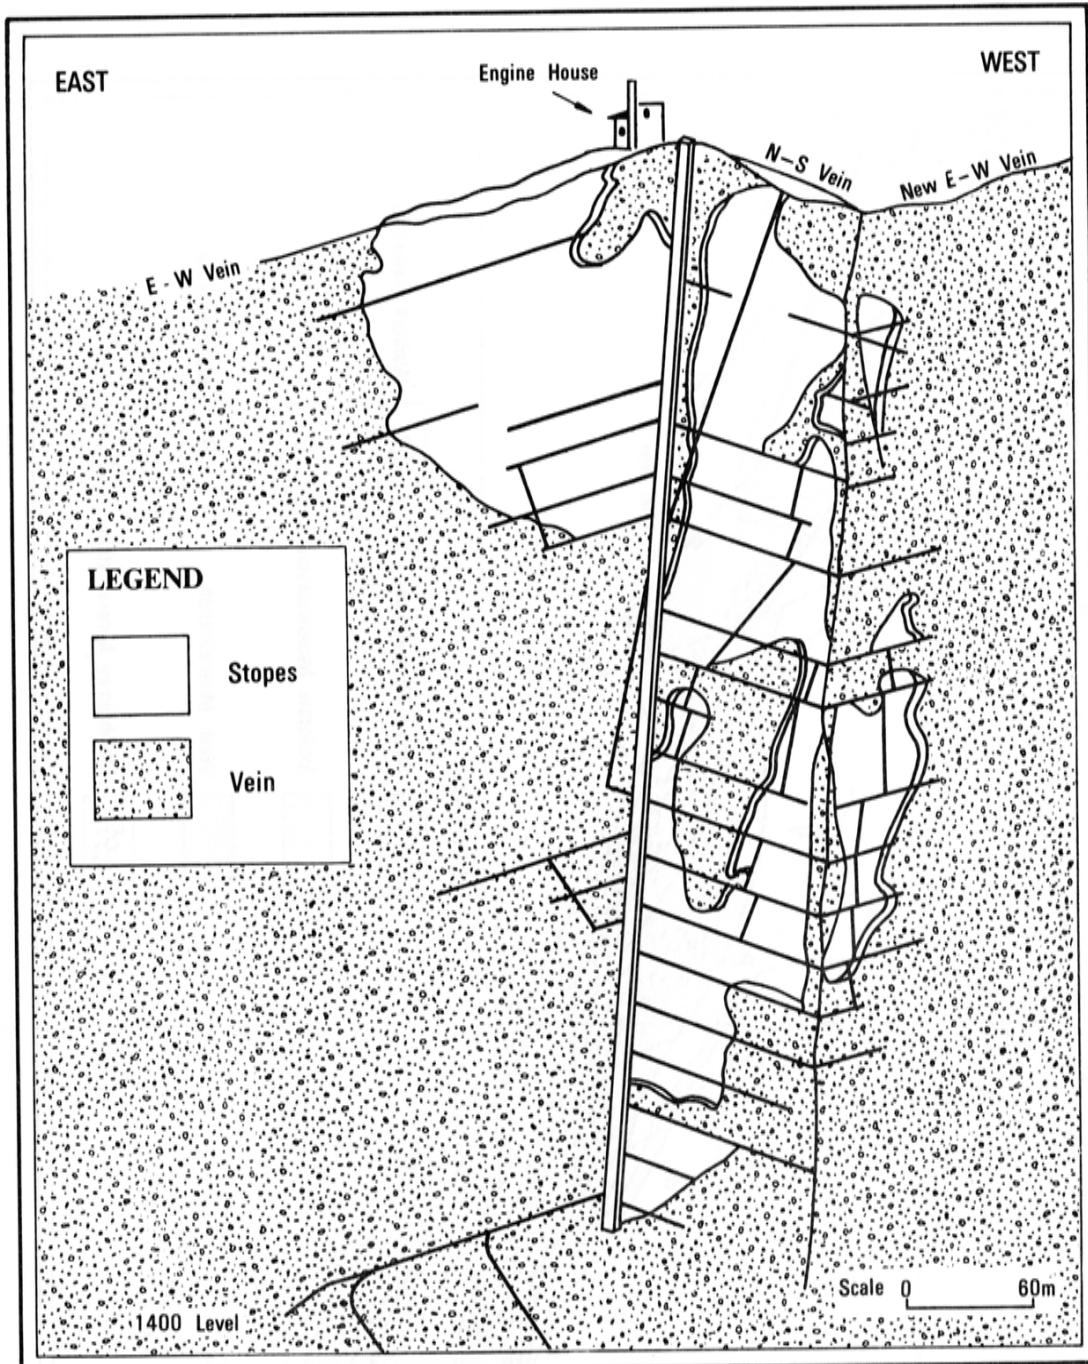 EAST
Engine House
WEST
N-S Vein
New E-W Vein
E-W Vein
LEGEND
Stopes
Vein
Scale 0 60m
1400 Level